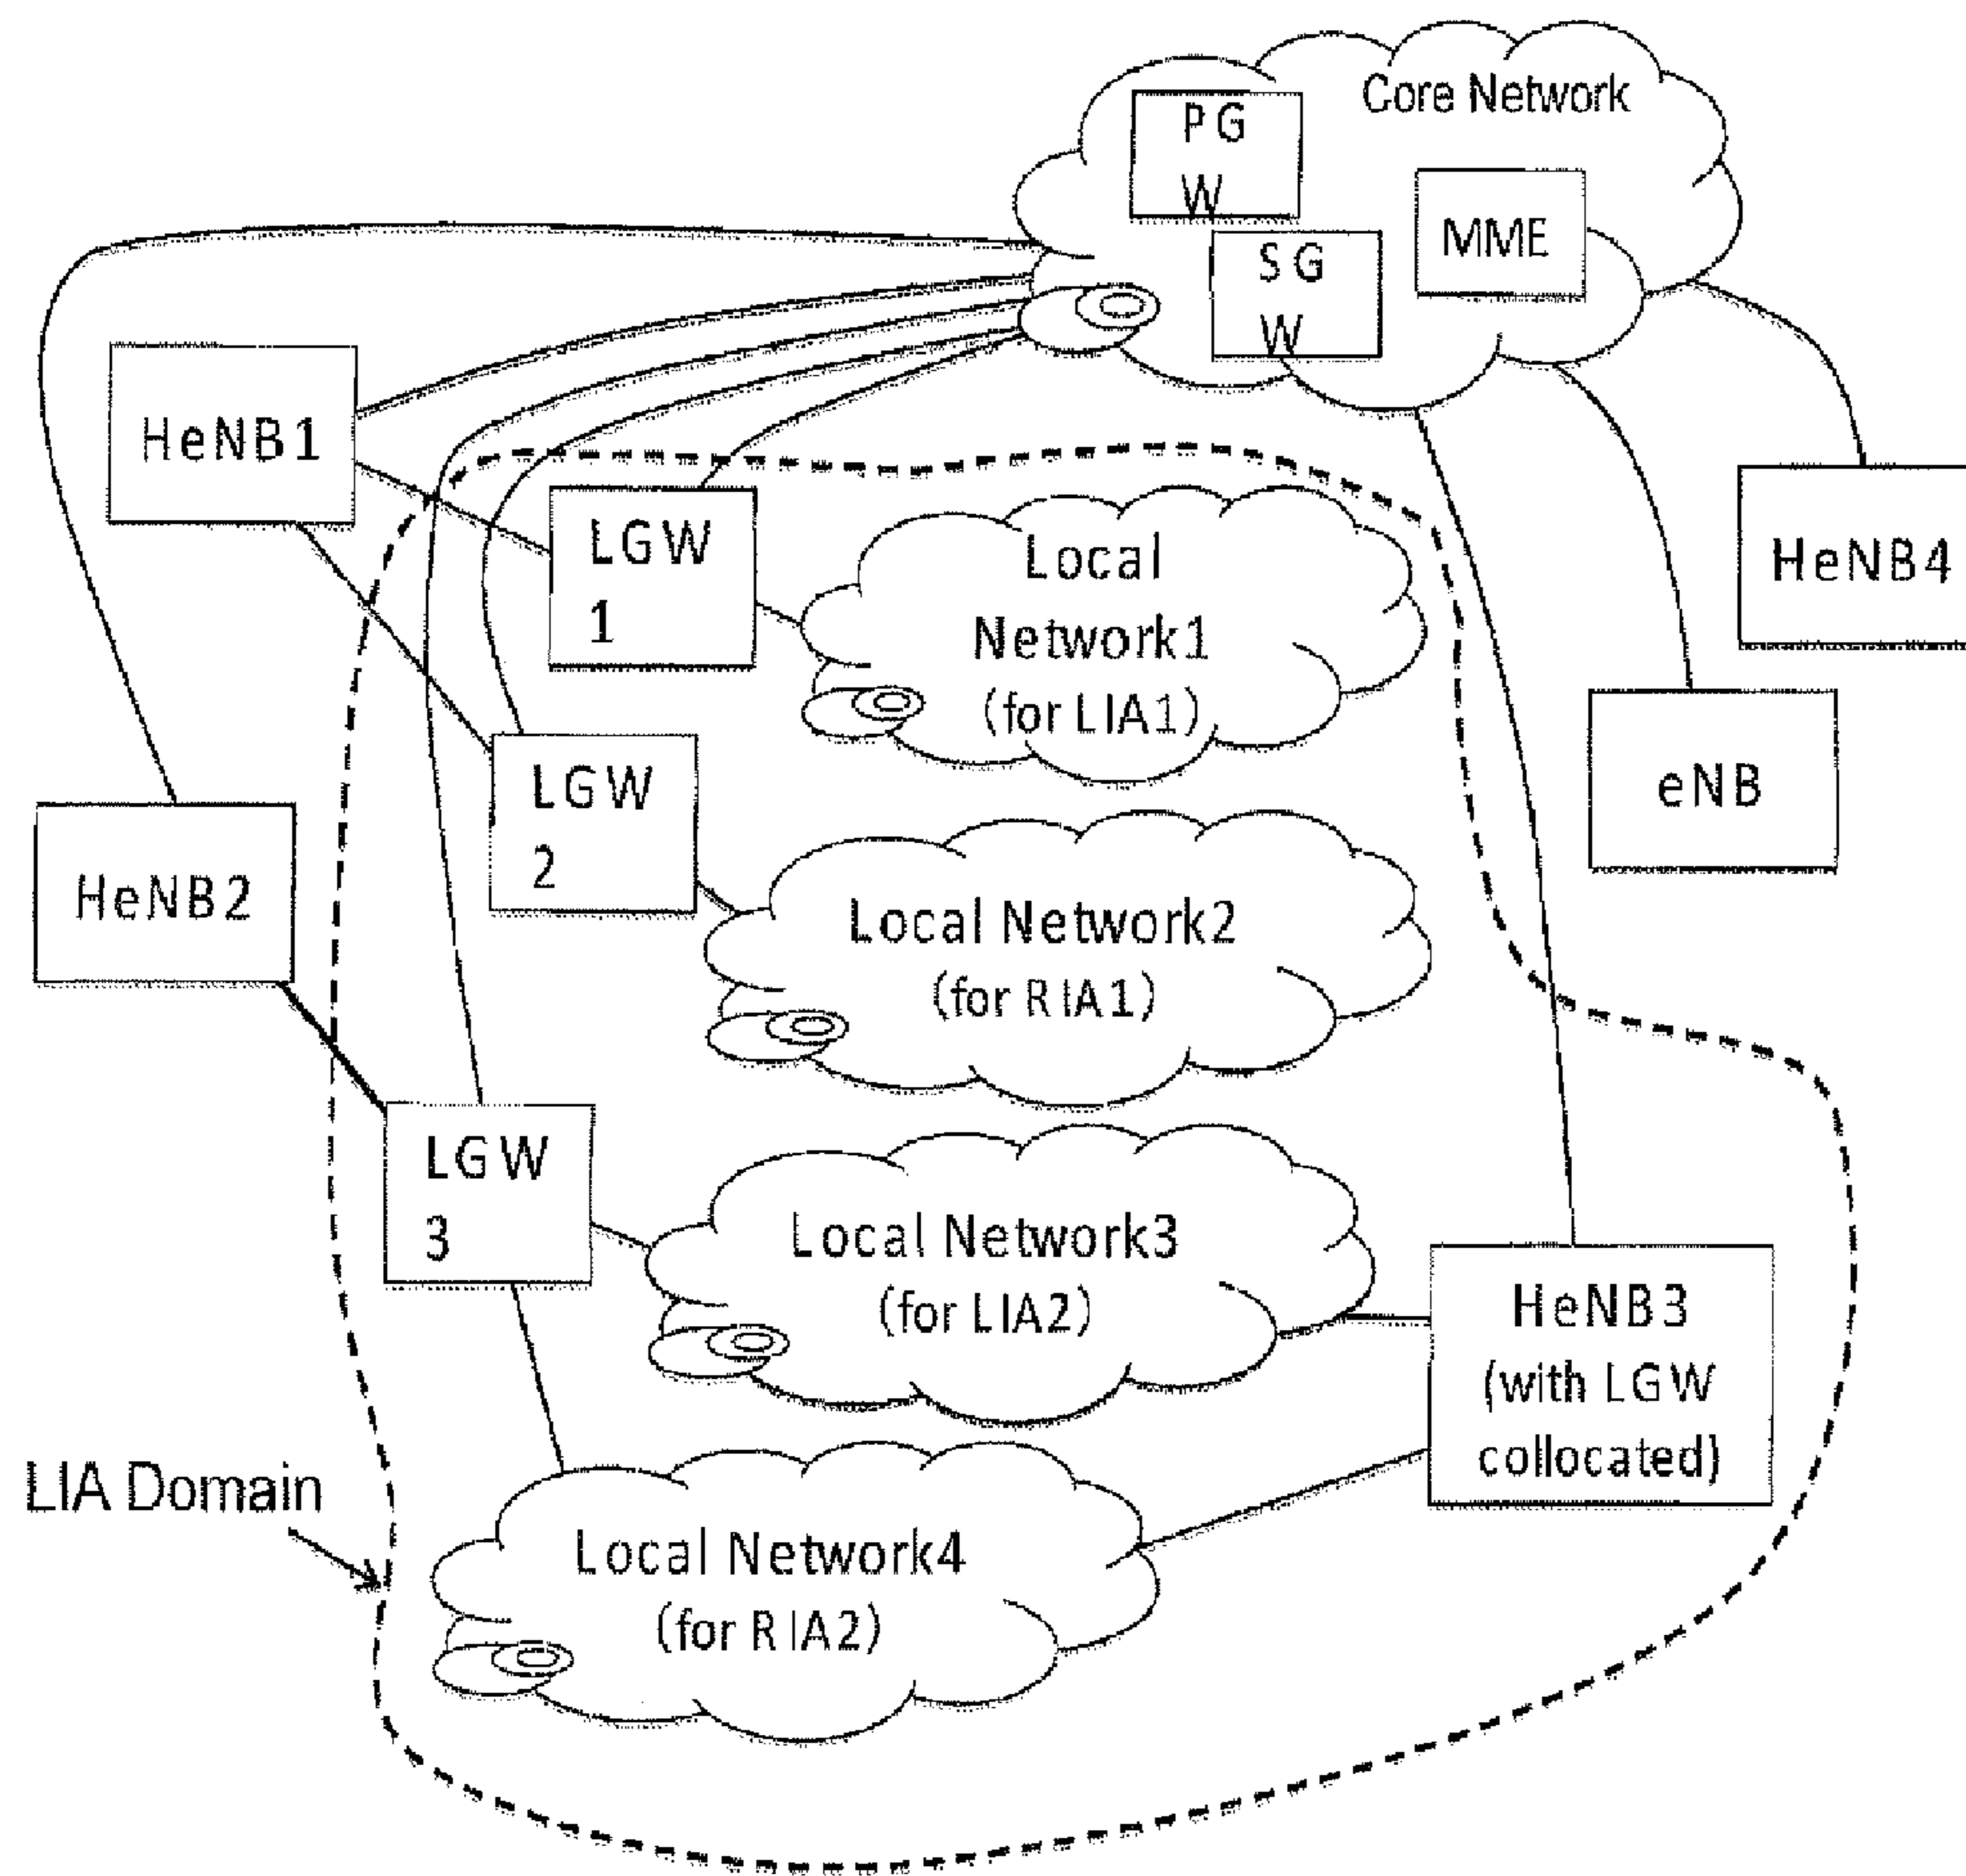 Core Network
PG
W
MME
SG
W
HeNB1
LGW
1
Local
Network1
(for LIA1)
HeNB4
eNB
LGW
2
HeNB2
Local Network2
(for RIA1)
LGW
3
Local Network3
(for LIA2)
HeNB3
(with LGW
collocated)
LIA Domain
Local Network4
(for RIA2)